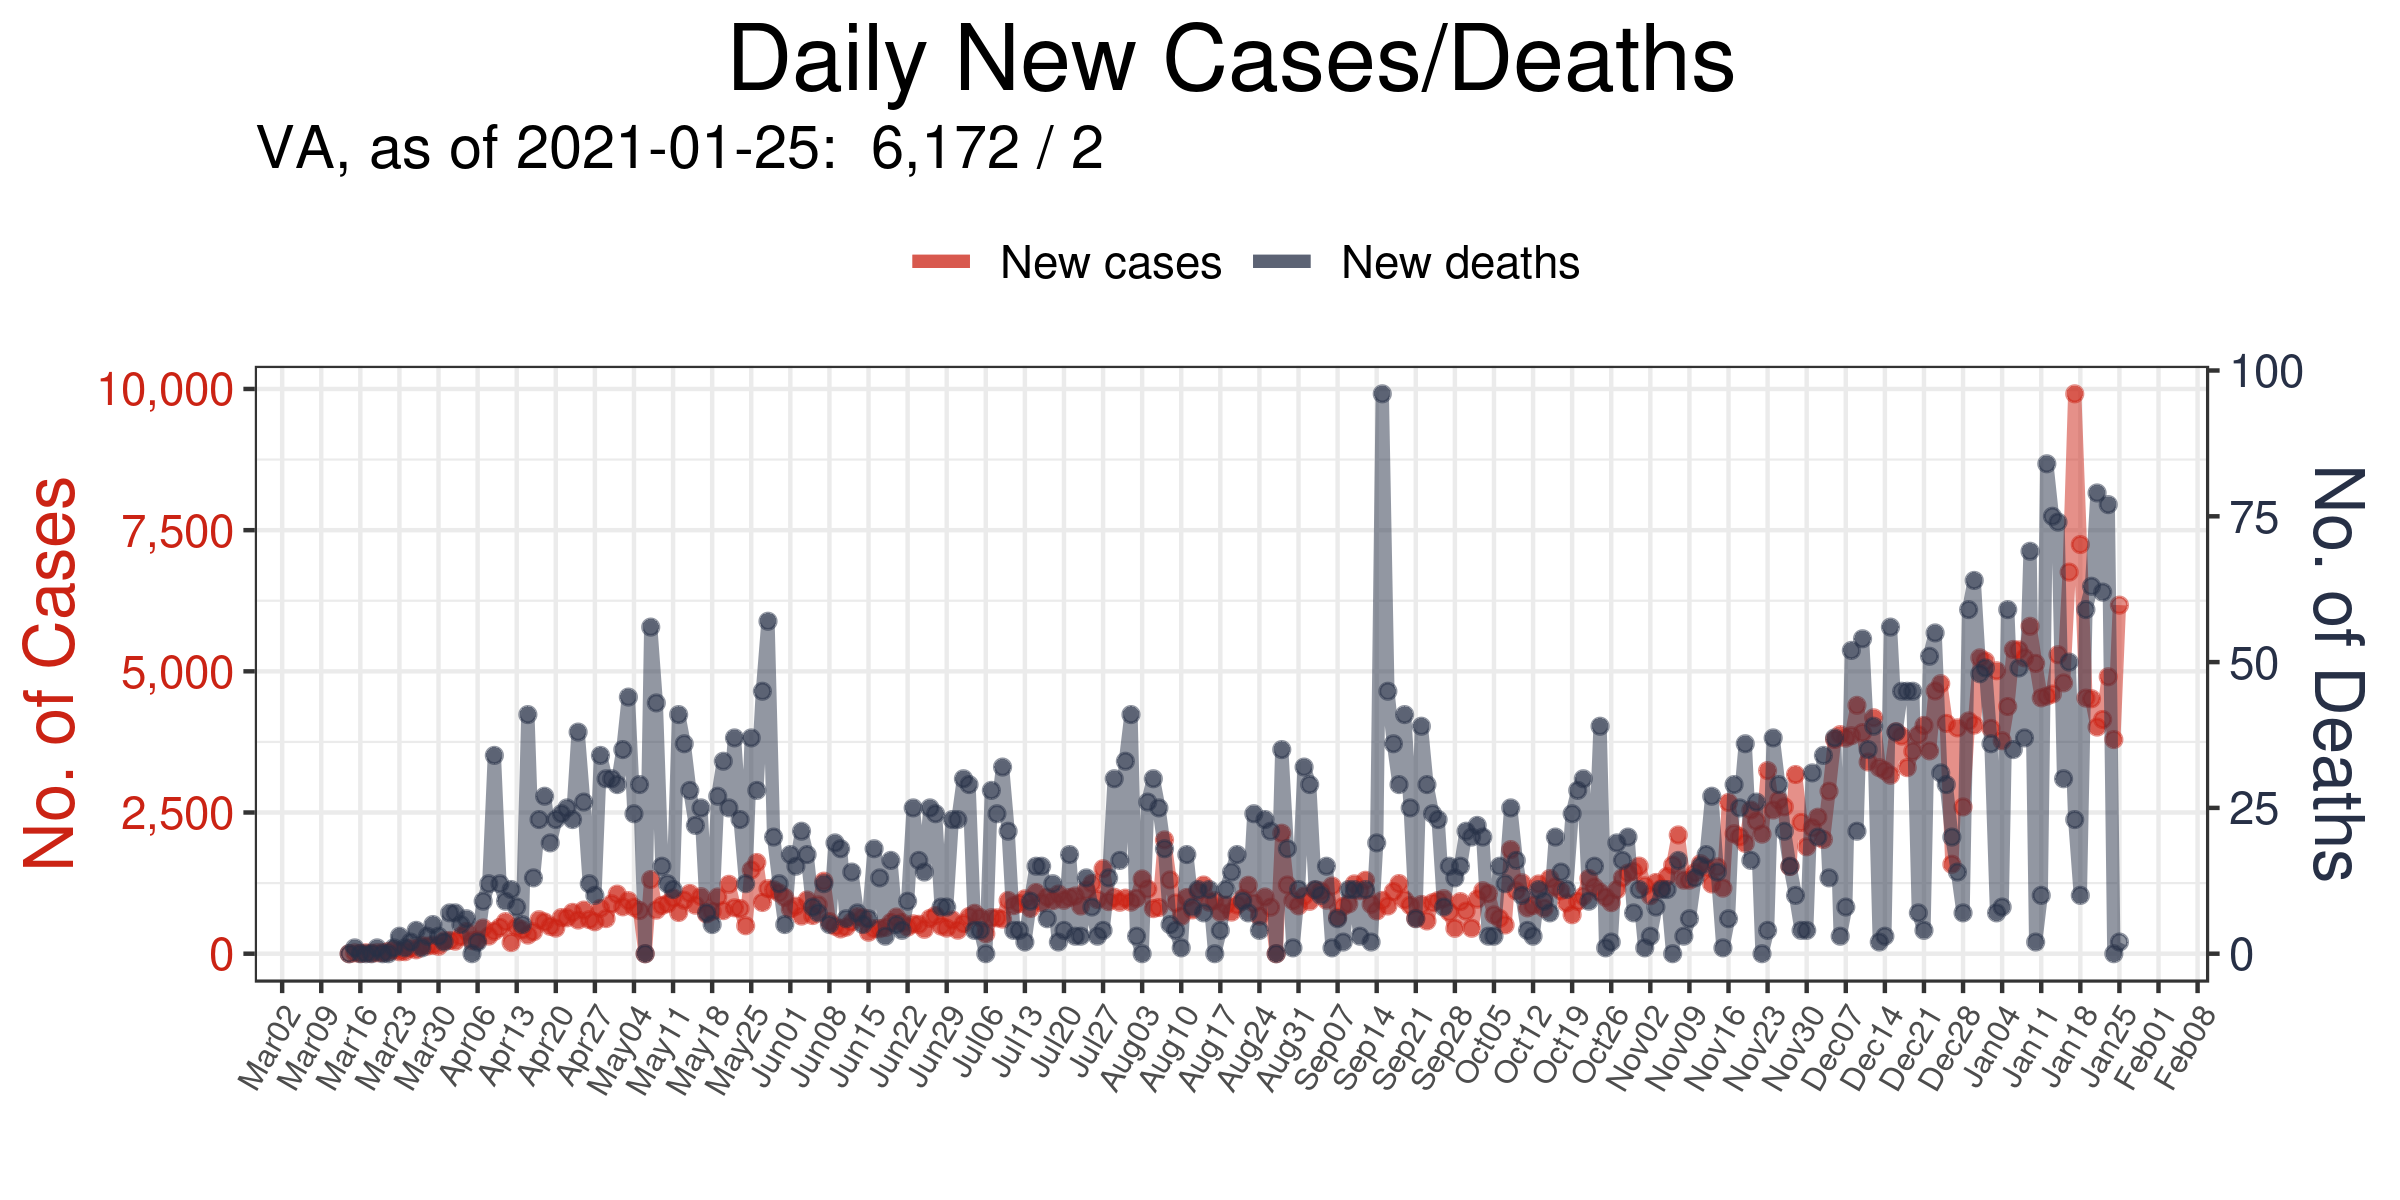 Daily New Cases/Deaths
VA, as of 2021-01-25: 6,172 / 2
New cases
New deaths
No. of Cases
10,000
7,500
5,000
2,500
0
100
75
50
25
0
No. of Deaths
Mar02
Mar09
Mar16
Mar23
Mar30
Apr06
Apr13
Apr20
Apr27
May04
May11
May18
May25
Jun01
Jun08
Jun15
Jun22
Jun29
Jul06
Jul13
Jul20
Jul27
Aug03
Aug10
Aug17
Aug24
Aug31
Sep07
Sep14
Sep21
Sep28
Oct05
Oct12
Oct19
Oct26
Nov02
Nov09
Nov16
Nov23
Nov30
Dec07
Dec14
Dec21
Dec28
Jan04
Jan11
Jan18
Jan25
Feb01
Feb08